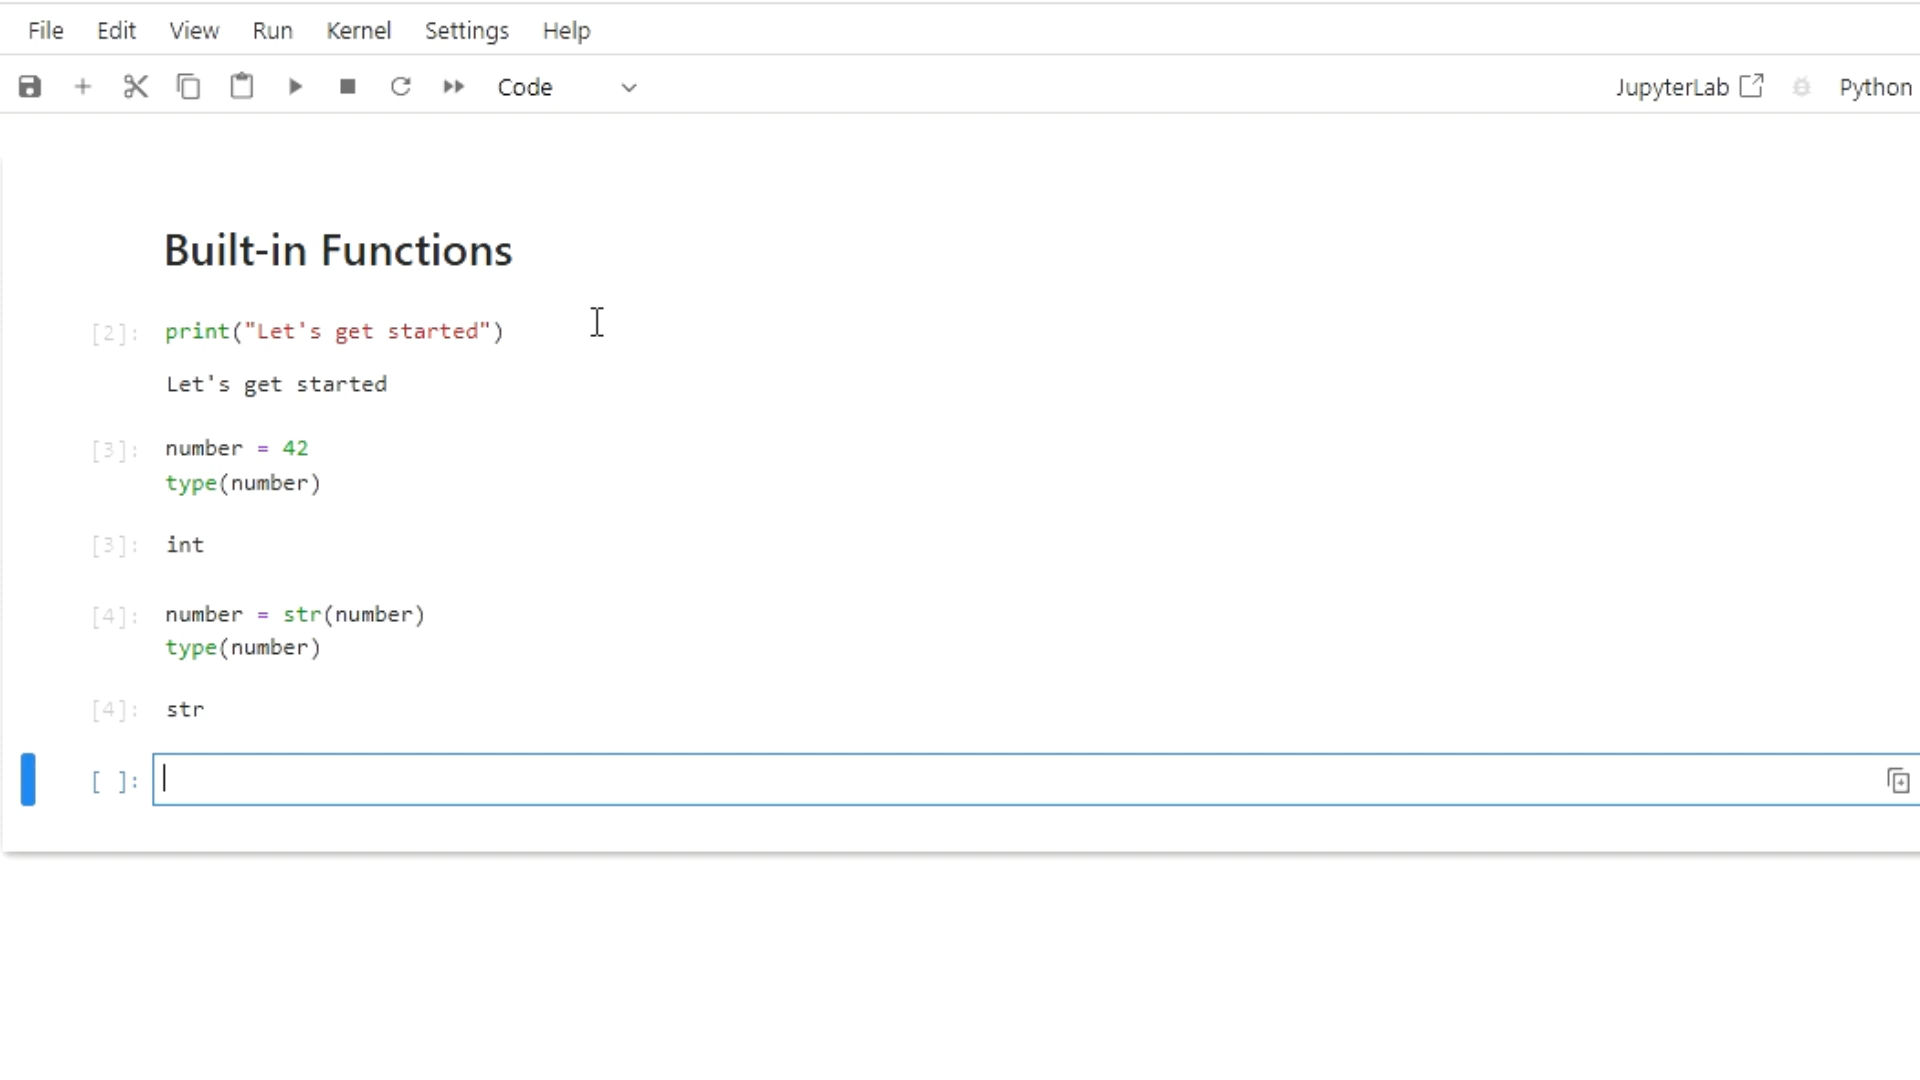 File Edit View Run Kernel Settings Help
Code JupyterLab Python
Built-in Functions
[2]: print("Let's get started")
Let's get started
[3]: number = 42
type(number)
[3]: int
[4]: number = str(number)
type(number)
[4]: str
[ ]: